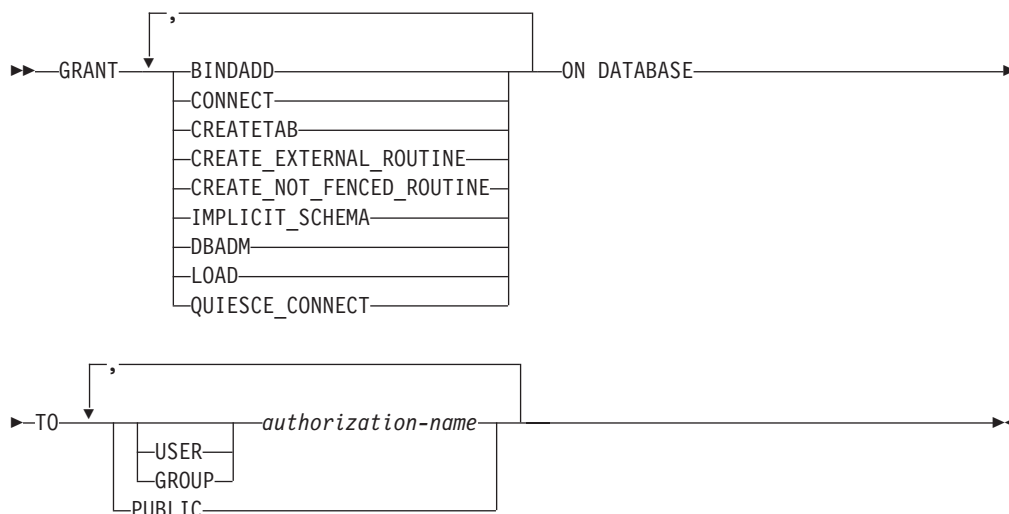 ,
GRANT BINDADD ON DATABASE
CONNECT
CREATETAB
CREATE_EXTERNAL_ROUTINE
CREATE_NOT_FENCED_ROUTINE
IMPLICIT_SCHEMA
DBADM
LOAD
QUIESCE_CONNECT
,
TO authorization-name
USER
GROUP
PUBLIC